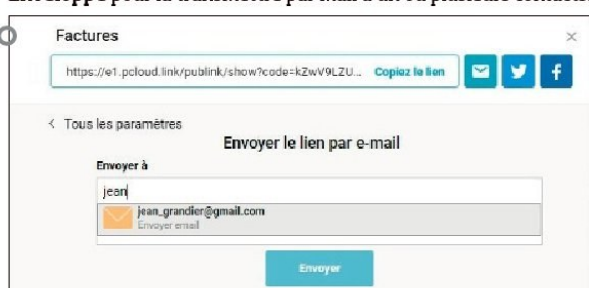 Factures
https://e1.pcloud.link/publink/show?code=kZwV9LZU... Copiez le lien
< Tous les paramètres
Envoyer le lien par e-mail
Envoyer à
jean
jean_grandier@gmail.com
Envoyer email
Envoyer